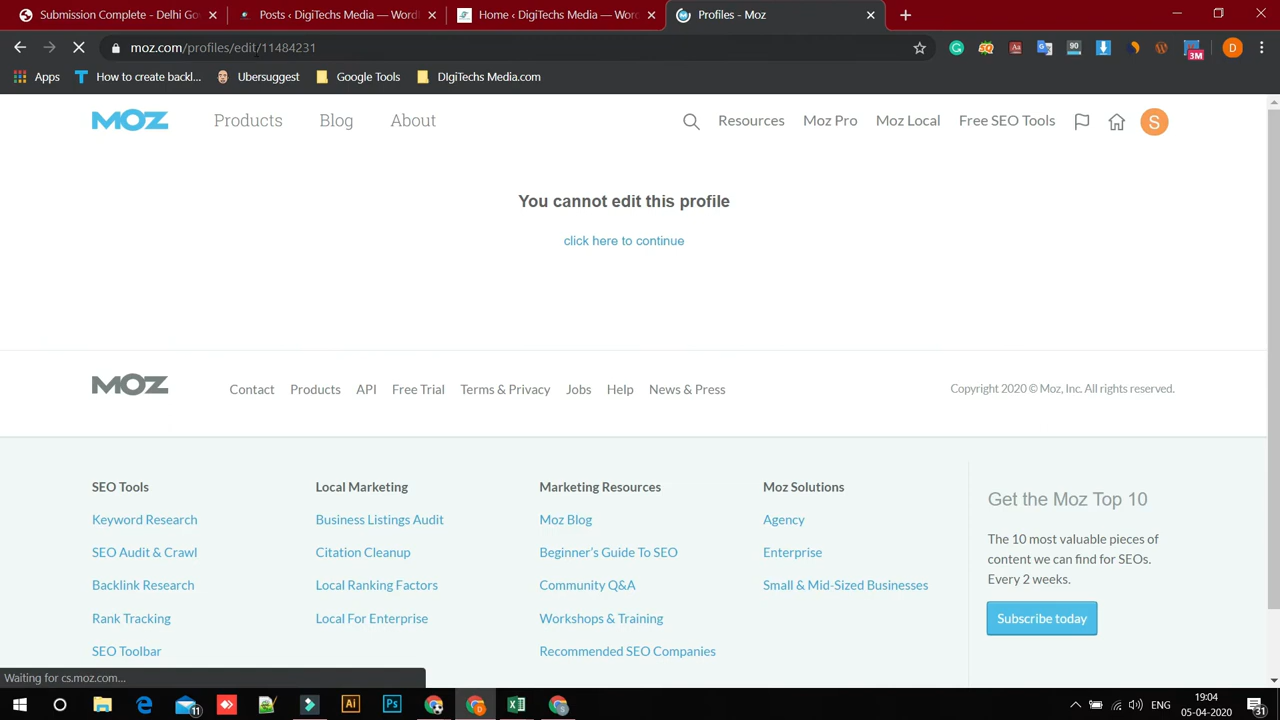 Submission Complete - Delhi Go
Posts ‹ DigiTechs Media — Word
Home ‹ DigiTechs Media — Word
Profiles - Moz
moz.com/profiles/edit/11484231
90
3M
D
Apps
How to create backl...
Ubersuggest
Google Tools
DIgiTechs Media.com
MOZ
Products
Blog
About
Resources
Moz Pro
Moz Local
Free SEO Tools
S
You cannot edit this profile
click here to continue
MOZ
Contact
Products
API
Free Trial
Terms & Privacy
Jobs
Help
News & Press
Copyright 2020 © Moz, Inc. All rights reserved.
SEO Tools
Keyword Research
SEO Audit & Crawl
Backlink Research
Rank Tracking
SEO Toolbar
Local Marketing
Business Listings Audit
Citation Cleanup
Local Ranking Factors
Local For Enterprise
Marketing Resources
Moz Blog
Beginner's Guide To SEO
Community Q&A
Workshops & Training
Recommended SEO Companies
Moz Solutions
Agency
Enterprise
Small & Mid-Sized Businesses
Get the Moz Top 10
The 10 most valuable pieces of
content we can find for SEOs.
Every 2 weeks.
Subscribe today
Waiting for cs.moz.com...
11
Ai
Ps
ENG
19:04
05-04-2020
31